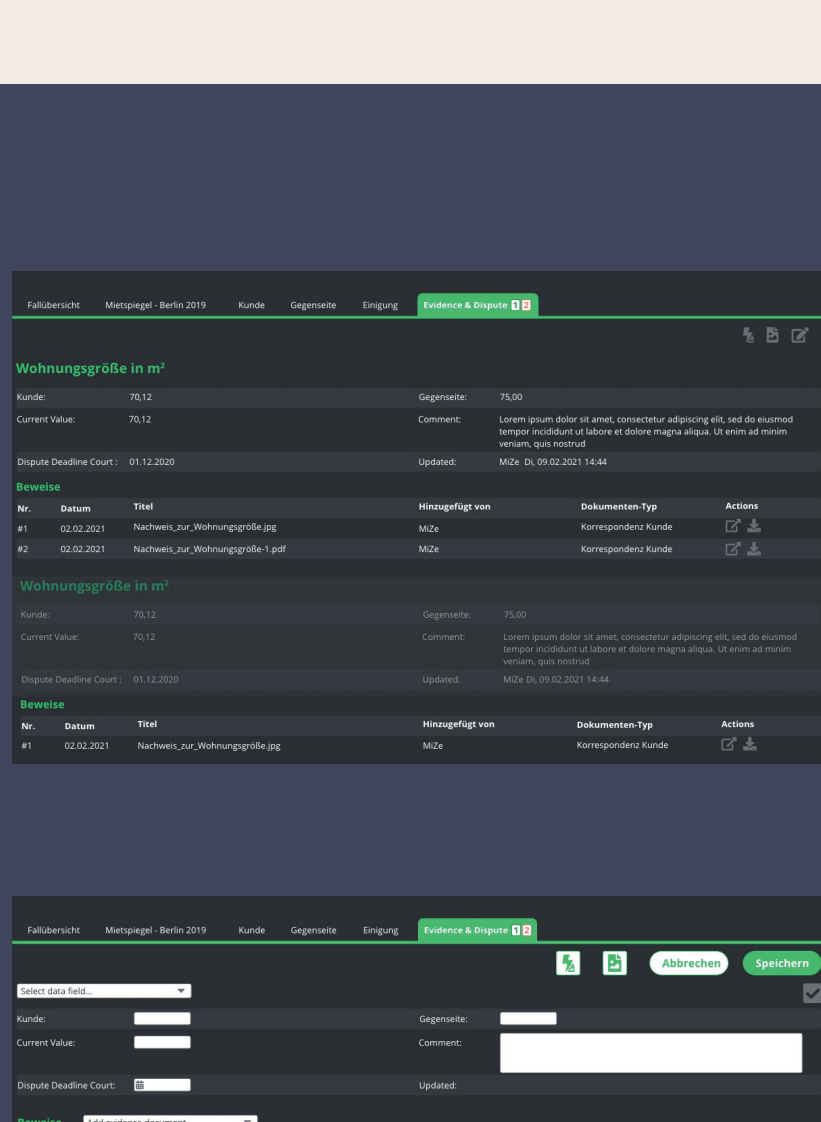 Fallübersicht Mietspiegel - Berlin 2019 Kunde Gegenseite Einigung Evidence & Dispute 1 2
Wohnungsgröße in m²
Kunde: 70,12 Gegenseite: 75,00
Current Value: 70,12 Comment: Lorem ipsum dolor sit amet, consectetur adipiscing elit, sed do eiusmod
tempor incididunt ut labore et dolore magna aliqua. Ut enim ad minim
veniam, quis nostrud
Dispute Deadline Court : 01.12.2020 Updated: MiZe Di, 09.02.2021 14:44
Beweise
Nr. Datum Titel Hinzugefügt von Dokumenten-Typ Actions
#1 02.02.2021 Nachweis_zur_Wohnungsgröße.jpg MiZe Korrespondenz Kunde
#2 02.02.2021 Nachweis_zur_Wohnungsgröße-1.pdf MiZe Korrespondenz Kunde
Wohnungsgröße in m²
Kunde: 70,12 Gegenseite: 75,00
Current Value: 70,12 Comment: Lorem ipsum dolor sit amet, consectetur adipiscing elit, sed do eiusmod
tempor incididunt ut labore et dolore magna aliqua. Ut enim ad minim
veniam, quis nostrud
Dispute Deadline Court : 01.12.2020 Updated: MiZe Di, 09.02.2021 14:44
Beweise
Nr. Datum Titel Hinzugefügt von Dokumenten-Typ Actions
#1 02.02.2021 Nachweis_zur_Wohnungsgröße.jpg MiZe Korrespondenz Kunde
Fallübersicht Mietspiegel - Berlin 2019 Kunde Gegenseite Einigung Evidence & Dispute 1 2
Abbrechen Speichern
Select data field...
Kunde: Gegenseite:
Current Value: Comment:
Dispute Deadline Court: Updated:
Beweise Add evidence document